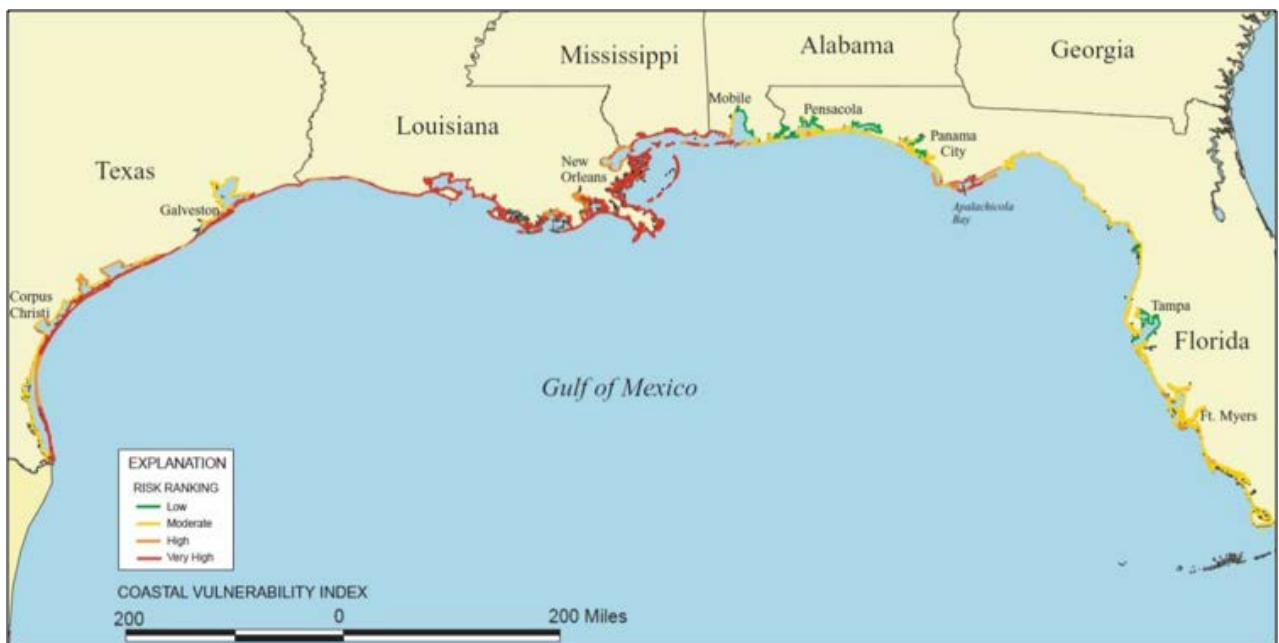 Mississippi
Alabama
Georgia
Louisiana
Mobile
Pensacola
Panama
City
New
Orleans
Texas
Galveston
Apalachicola
Bay
Corpus
Christi
Tampa
Florida
Gulf of Mexico
Ft. Myers
EXPLANATION
RISK RANKING
Low
Moderate
High
Very High
COASTAL VULNERABILITY INDEX
200 0 200 Miles